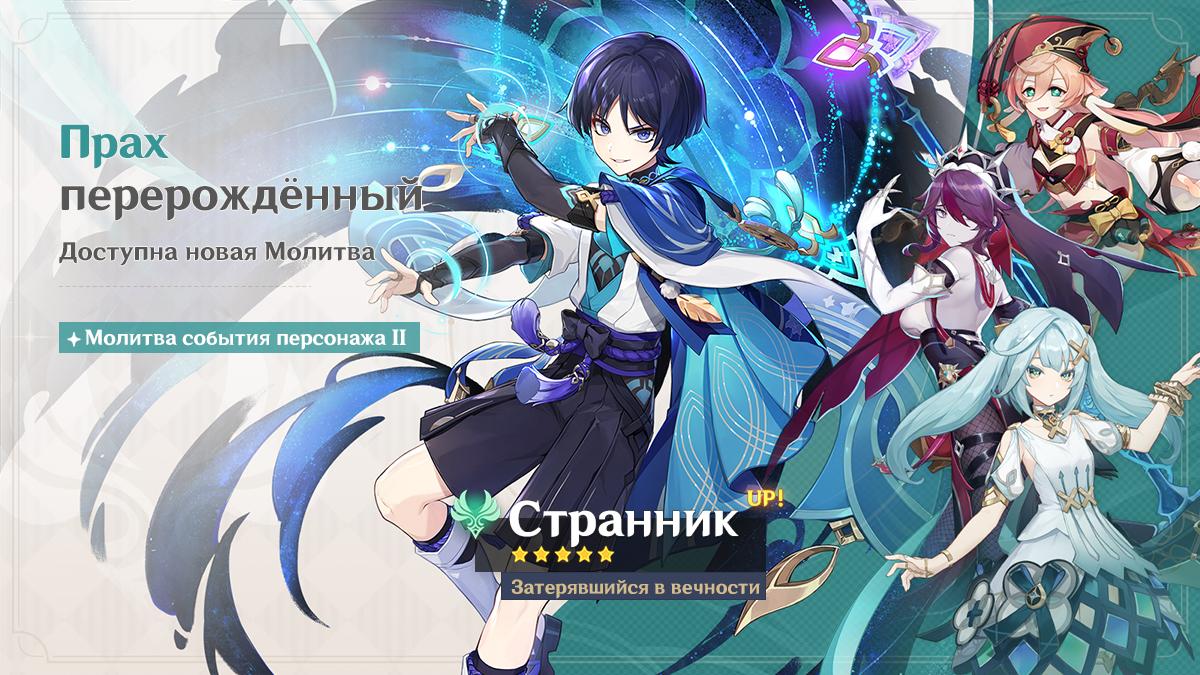 Прах
перерождённый
Доступна новая Молитва
Молитва события персонажа II
Странник UP!
Затерявшийся в вечности